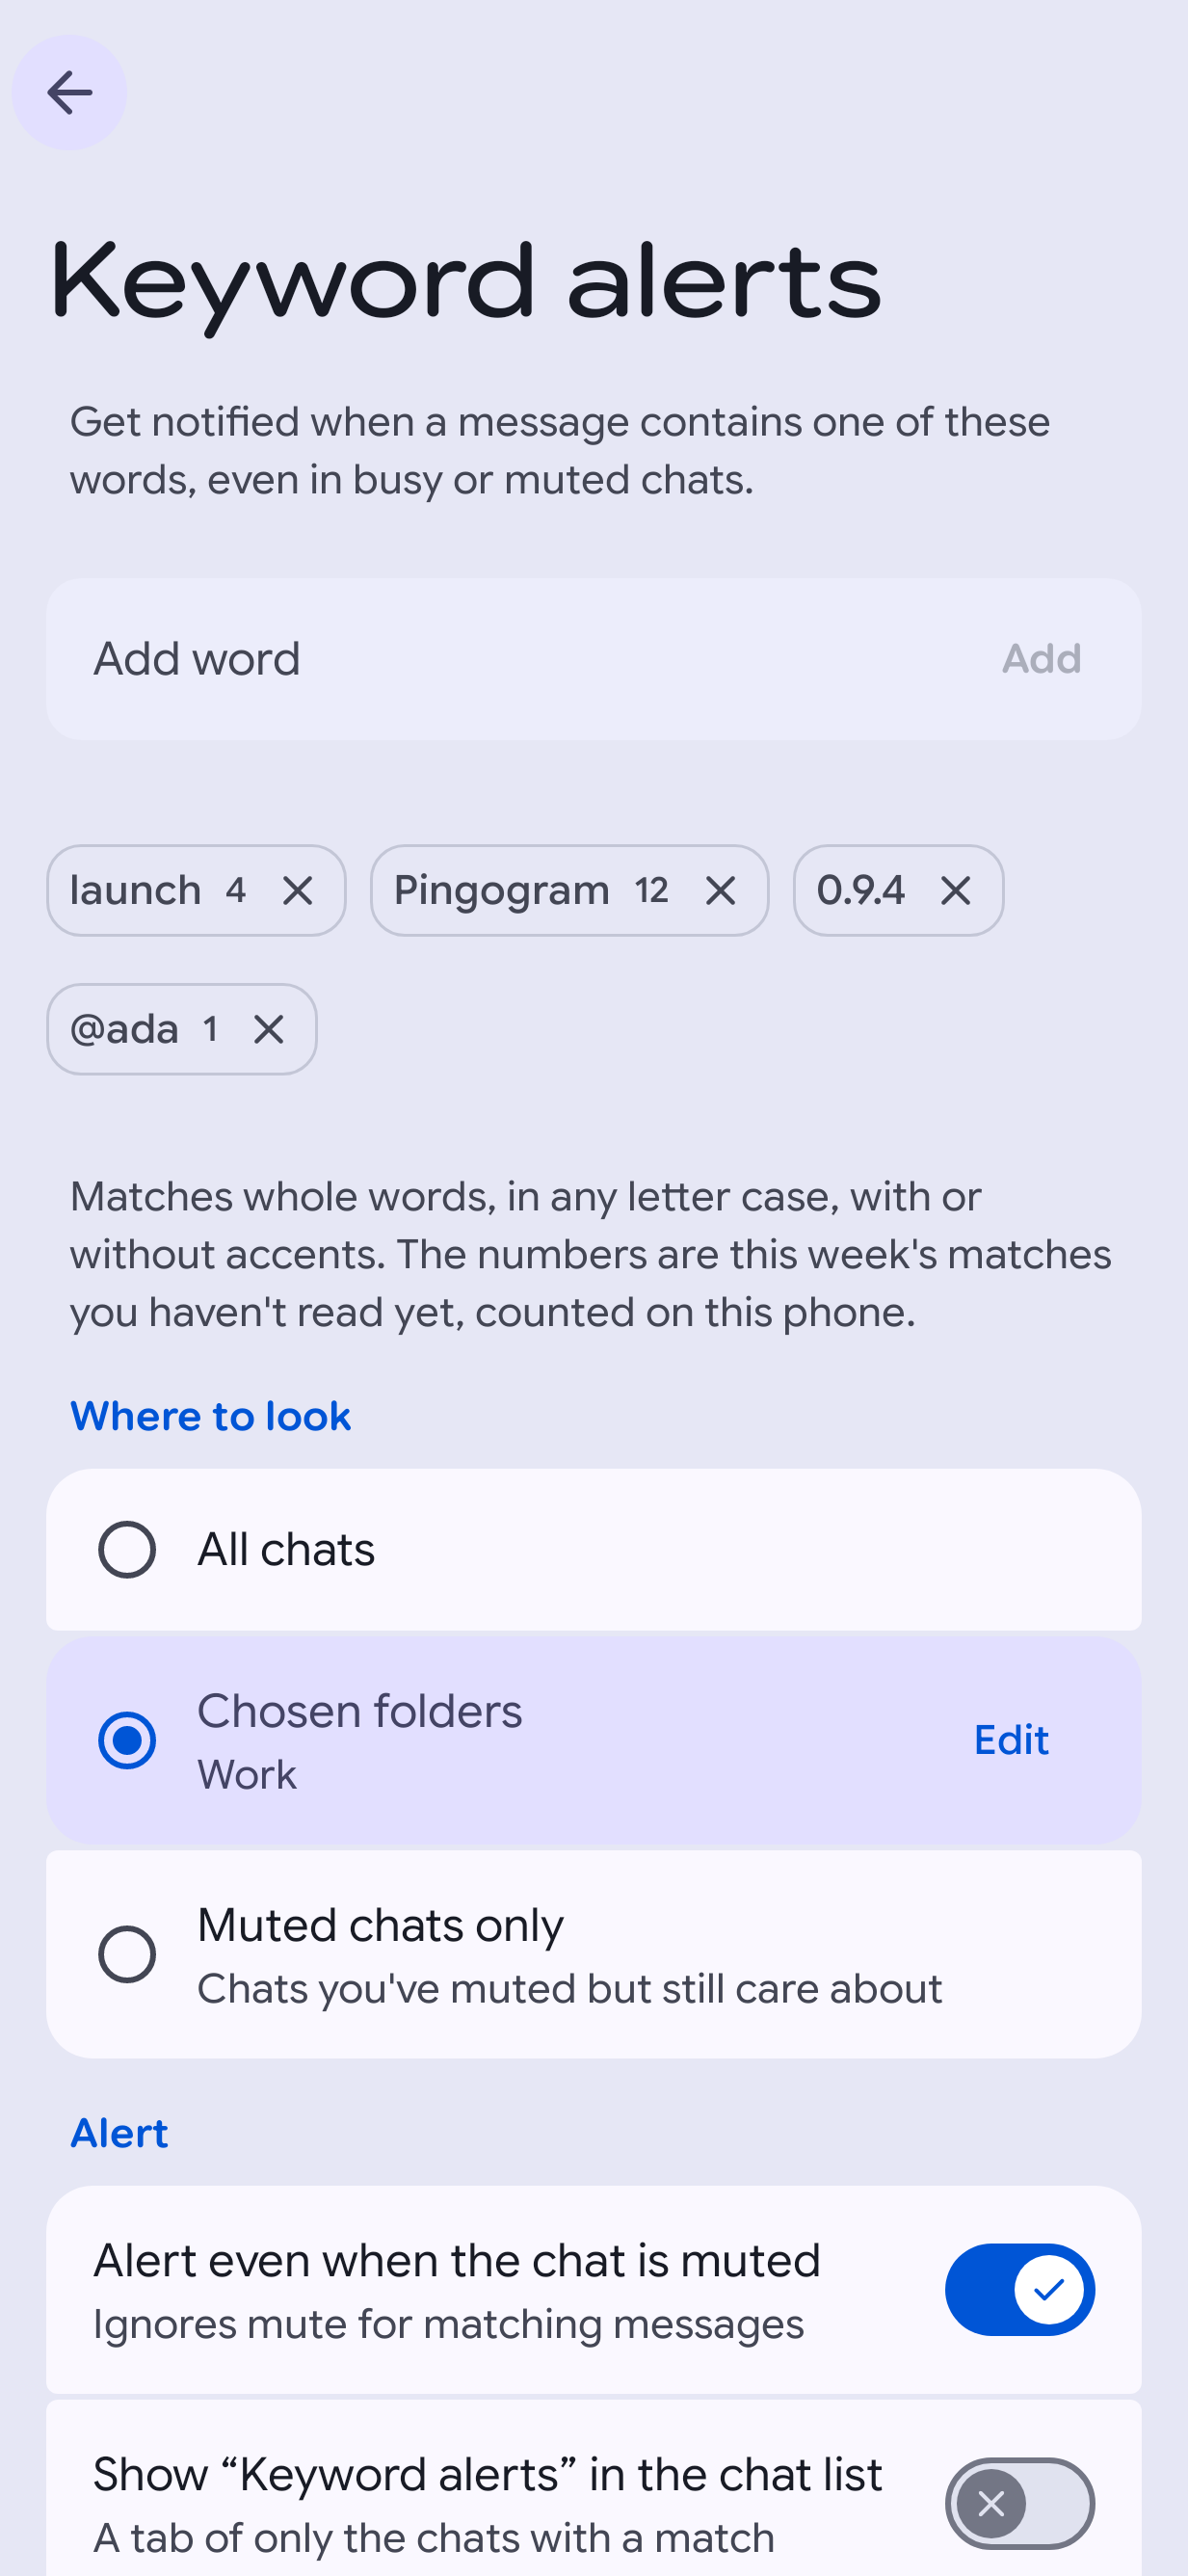 Keyword alerts
Get notified when a message contains one of these
words, even in busy or muted chats.
Add word Add
launch 4 Pingogram 12 0.9.4
@ada 1
Matches whole words, in any letter case, with or
without accents. The numbers are this week's matches
you haven't read yet, counted on this phone.
Where to look
All chats
Chosen folders
Work
Edit
Muted chats only
Chats you've muted but still care about
Alert
Alert even when the chat is muted
Ignores mute for matching messages
Show “Keyword alerts” in the chat list
A tab of only the chats with a match